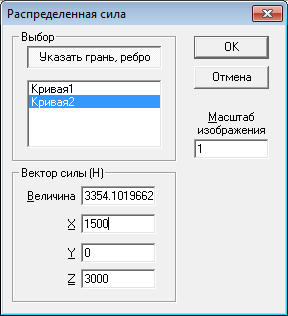 Распределенная сила
Выбор
Указать грань, ребро
Кривая1
Кривая2
OK
Отмена
Масштаб
изображения
1
Вектор силы (Н)
Величина 3354.1019662
X 1500
Y 0
Z 3000